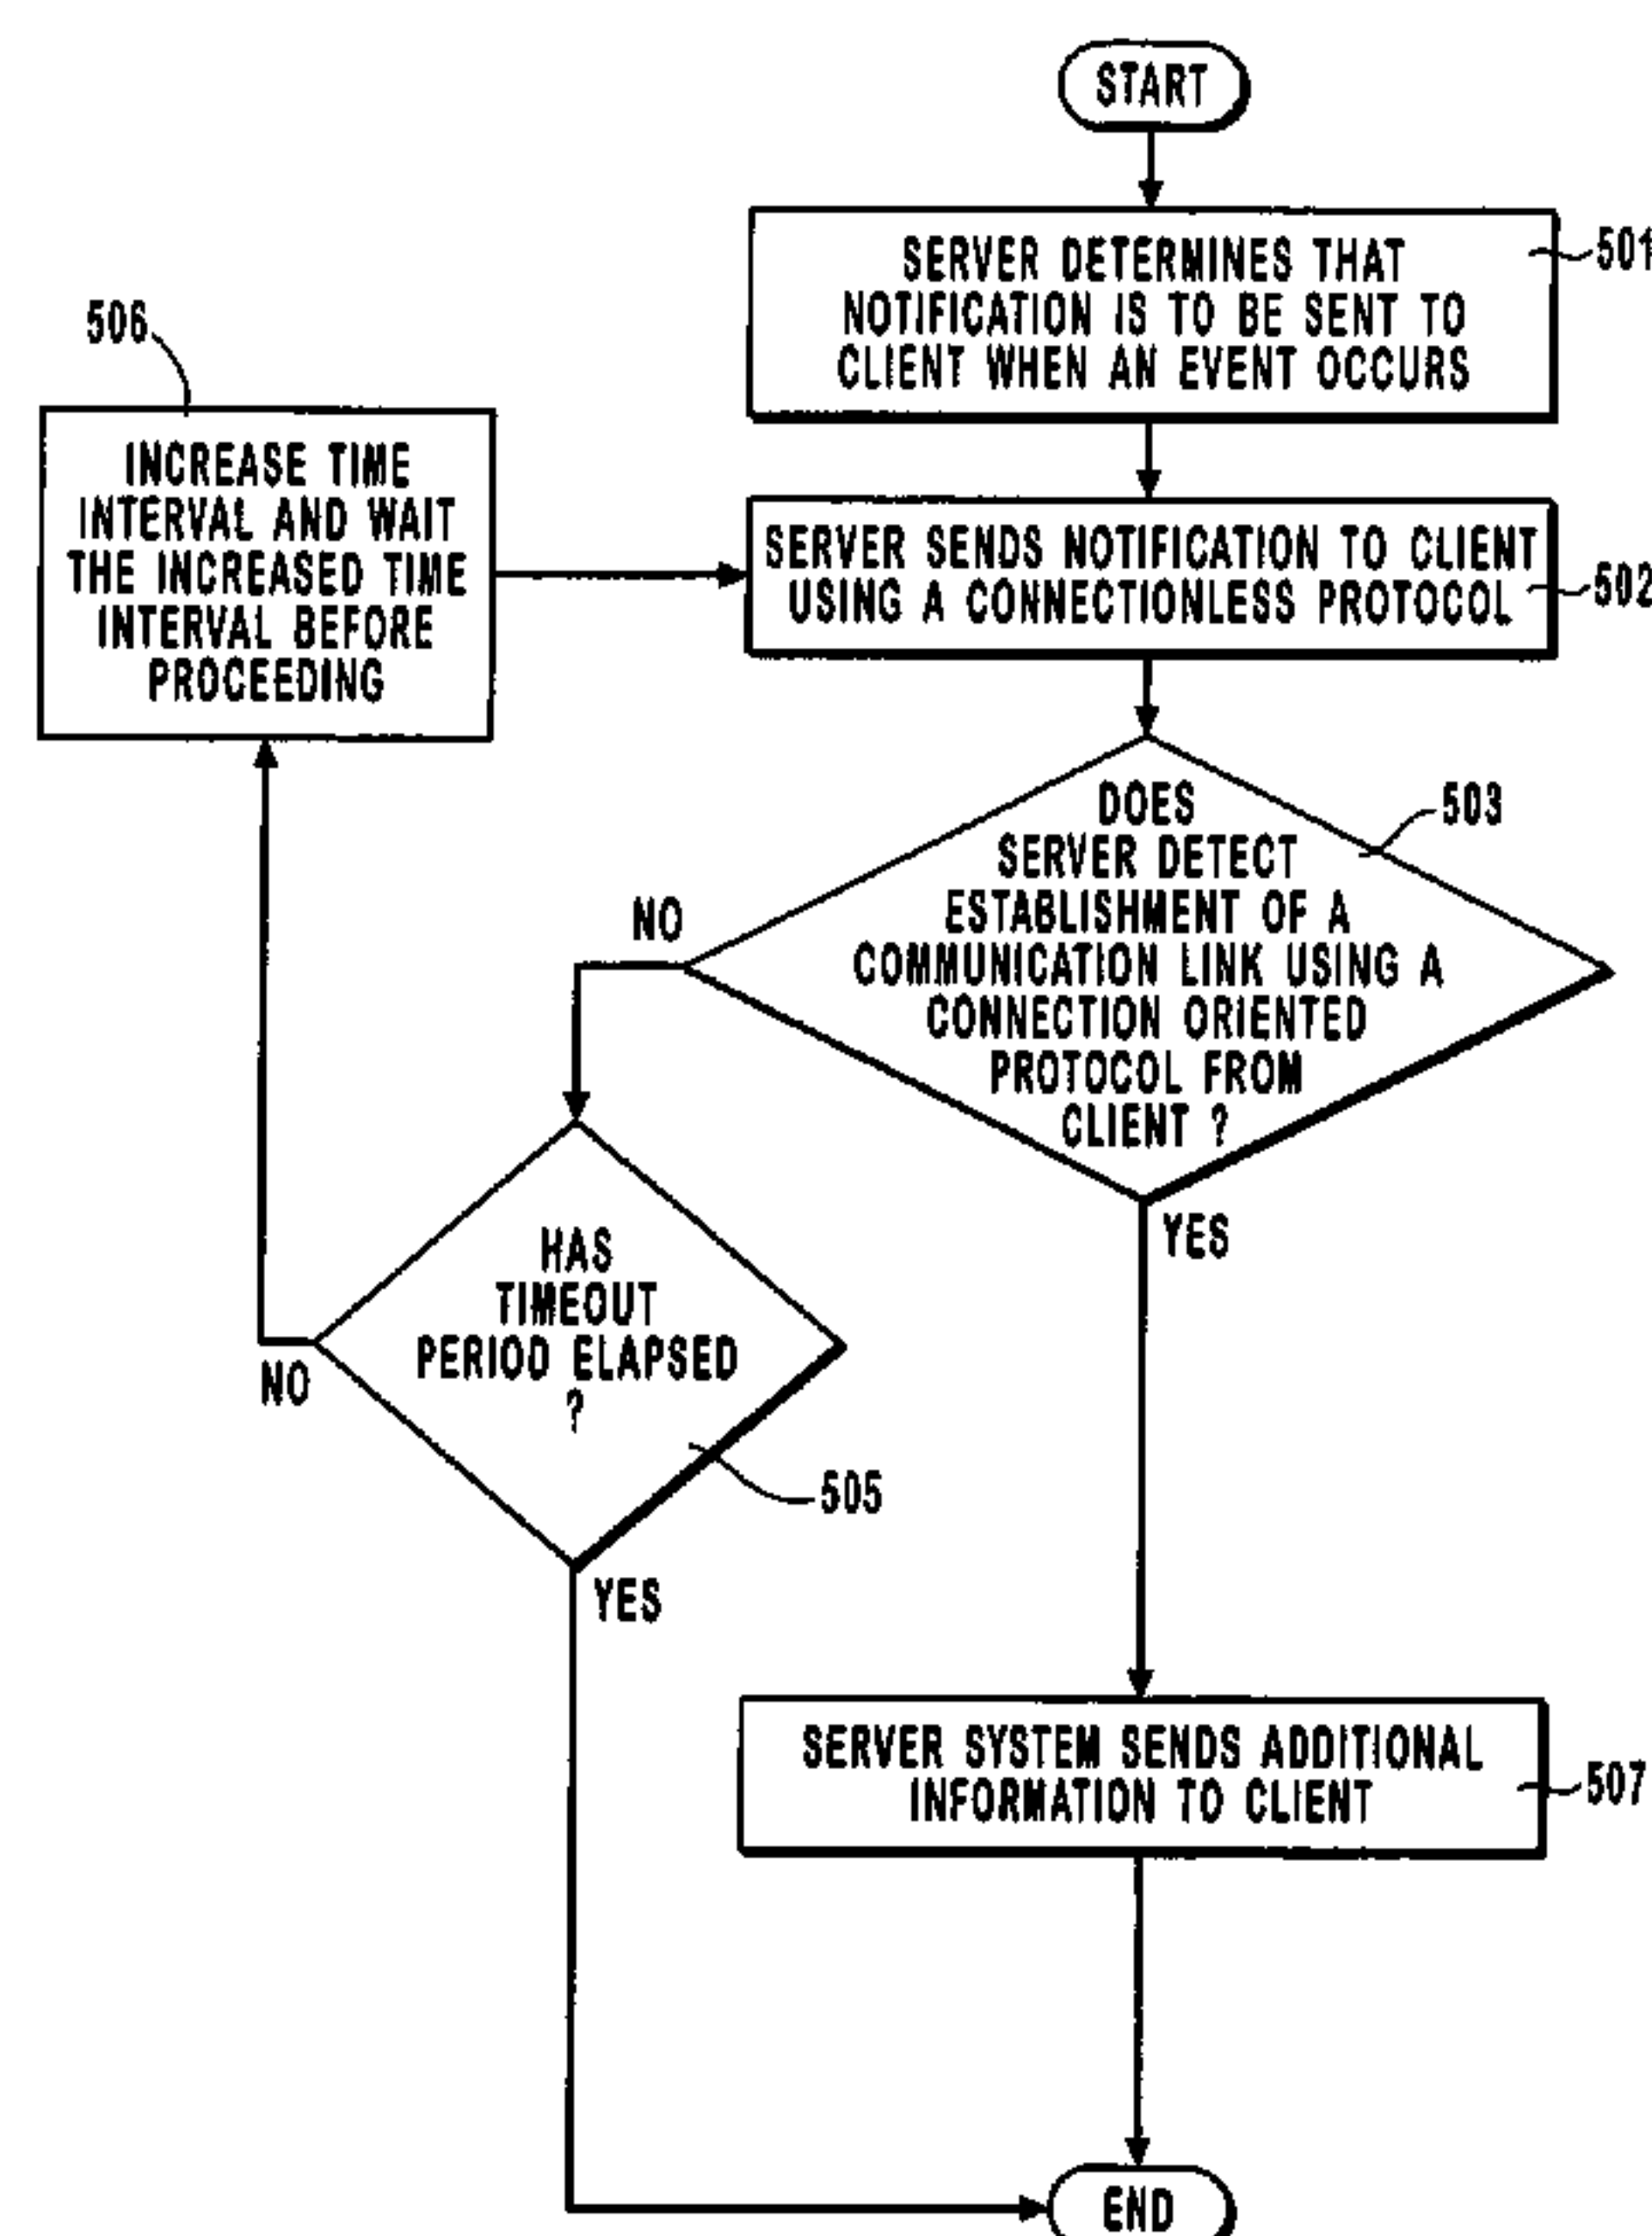 START
SERVER DETERMINES THAT
NOTIFICATION IS TO BE SENT TO
CLIENT WHEN AN EVENT OCCURS
501
506
INCREASE TIME
INTERVAL AND WAIT
THE INCREASED TIME
INTERVAL BEFORE
PROCEEDING
SERVER SENDS NOTIFICATION TO CLIENT
USING A CONNECTIONLESS PROTOCOL
502
DOES
SERVER DETECT
ESTABLISHMENT OF A
COMMUNICATION LINK USING A
CONNECTION ORIENTED
PROTOCOL FROM
CLIENT ?
503
NO
YES
HAS
TIMEOUT
PERIOD ELAPSED
?
NO
505
YES
SERVER SYSTEM SENDS ADDITIONAL
INFORMATION TO CLIENT
507
END